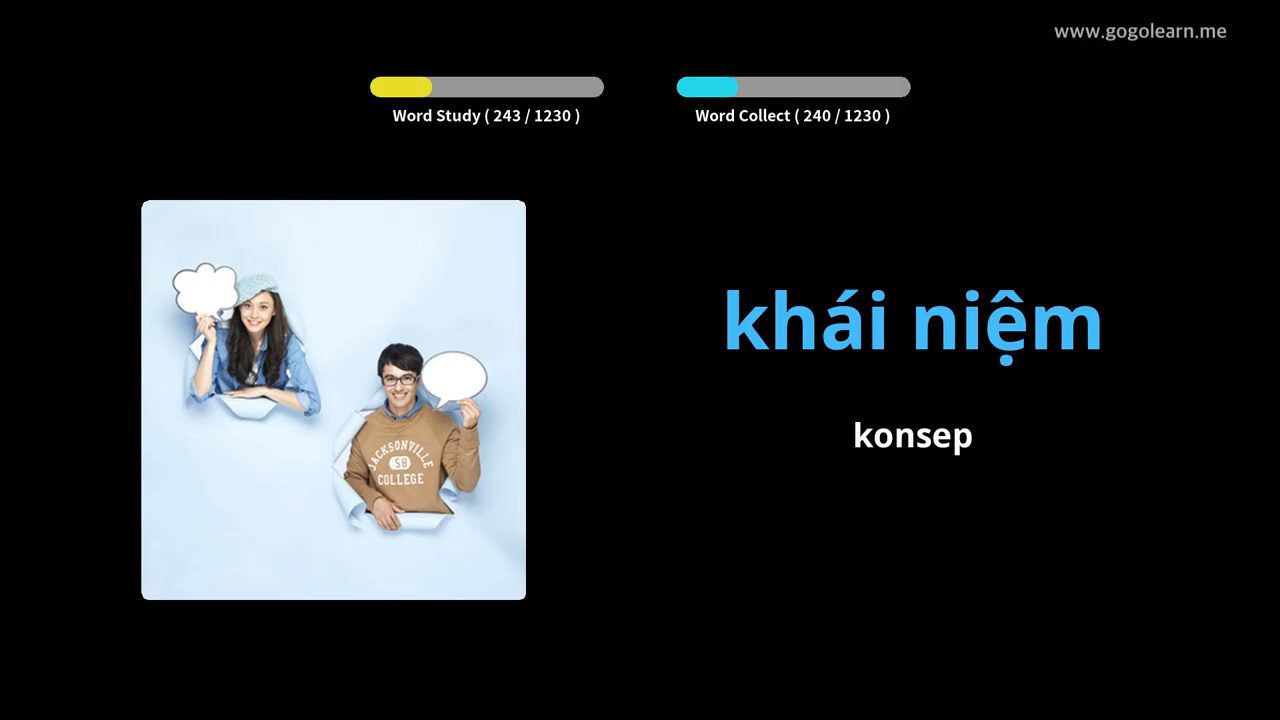 www.gogolearn.me
Word Study ( 243 / 1230 )
Word Collect ( 240 / 1230 )
khái niệm
konsep
JACKSONVILLE
58
COLLEGE